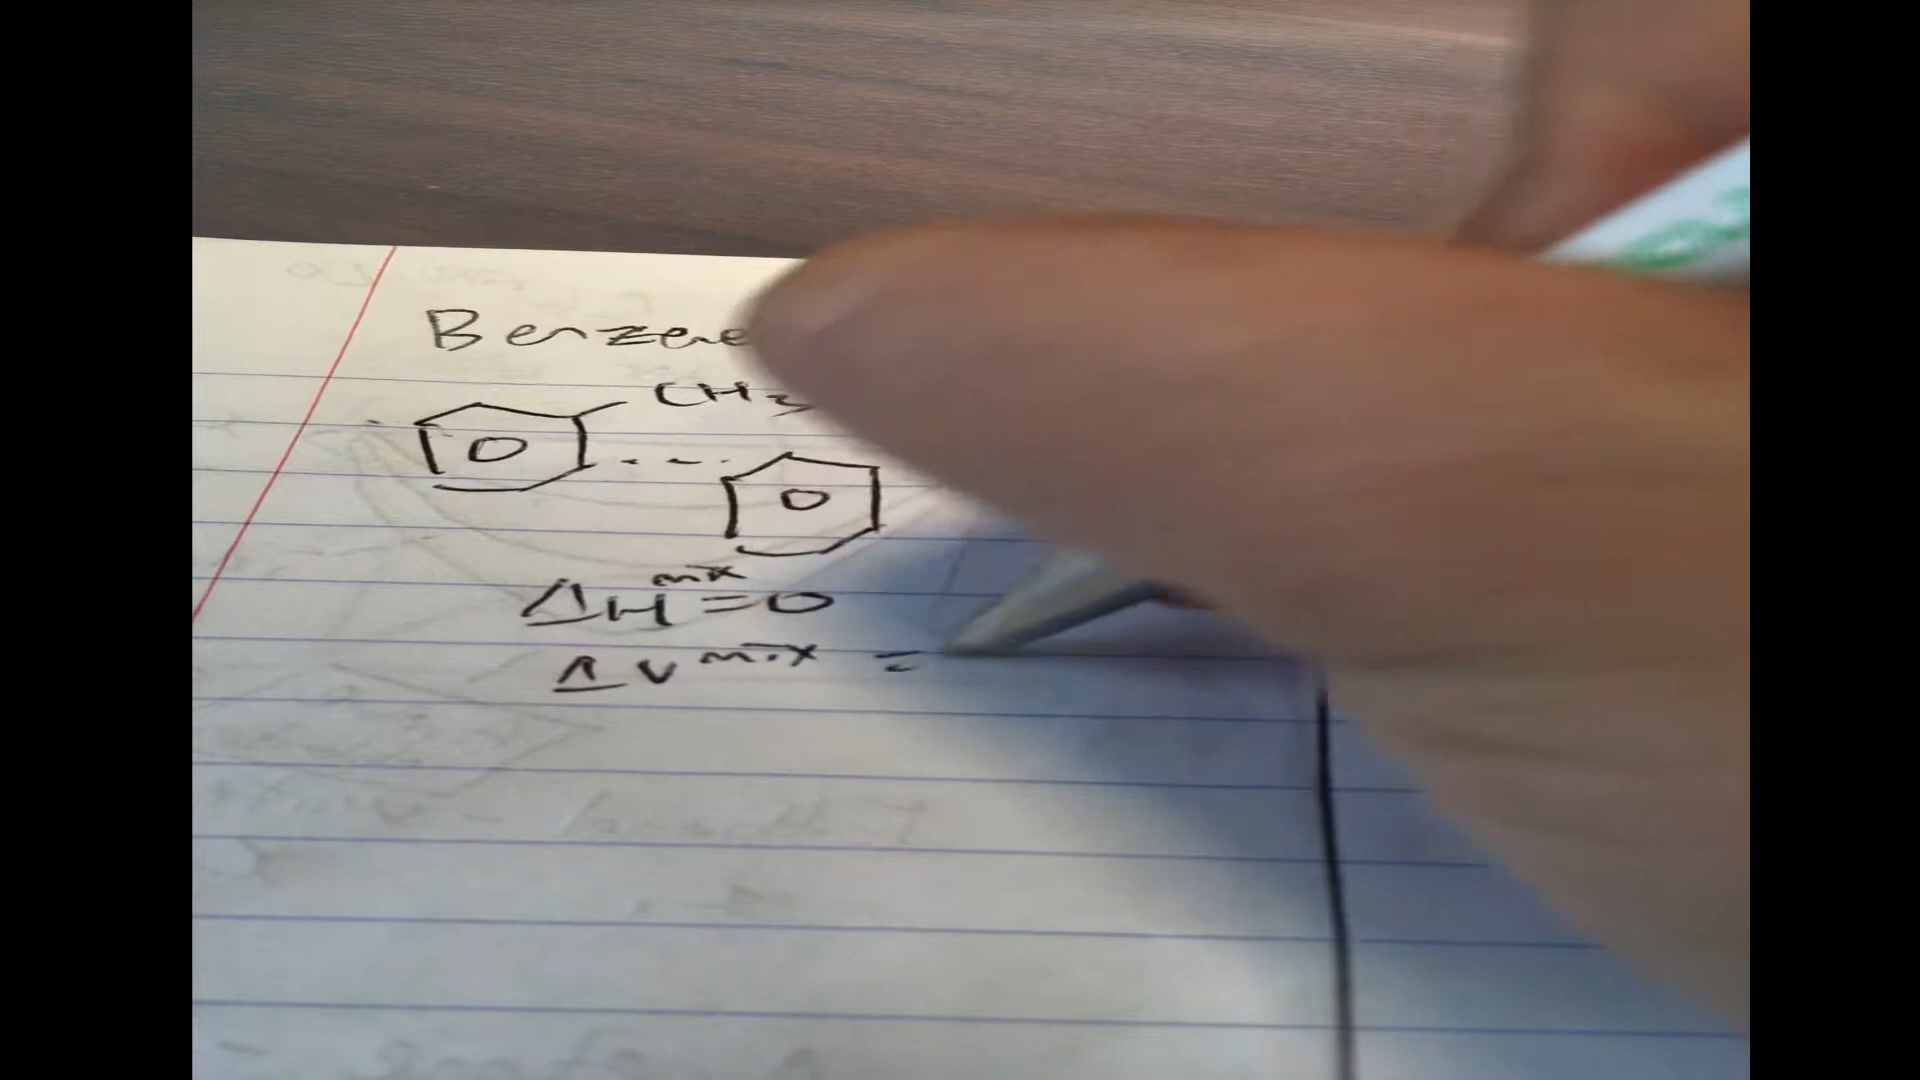 Benzene
CH3
ΔH^mix = 0
ΔV^mix =